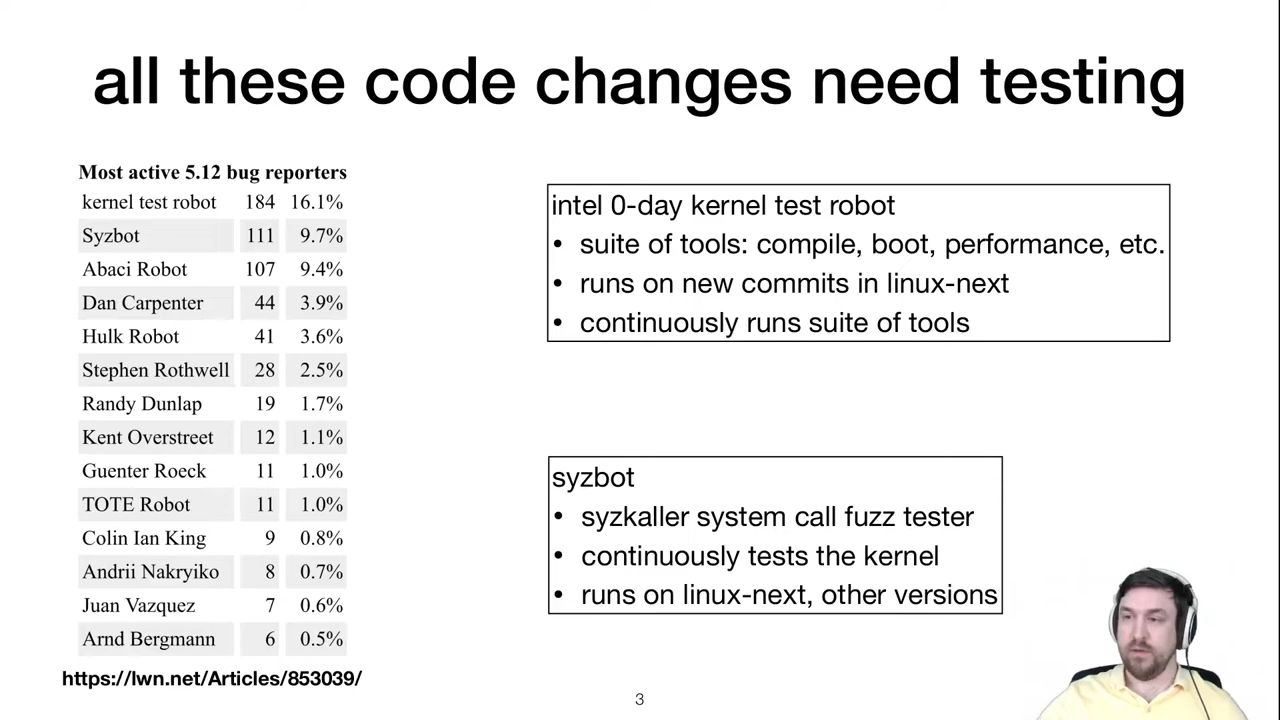 all these code changes need testing
Most active 5.12 bug reporters
kernel test robot 184 16.1%
Syzbot 111 9.7%
Abaci Robot 107 9.4%
Dan Carpenter 44 3.9%
Hulk Robot 41 3.6%
Stephen Rothwell 28 2.5%
Randy Dunlap 19 1.7%
Kent Overstreet 12 1.1%
Guenter Roeck 11 1.0%
TOTE Robot 11 1.0%
Colin Ian King 9 0.8%
Andrii Nakryiko 8 0.7%
Juan Vazquez 7 0.6%
Arnd Bergmann 6 0.5%
https://lwn.net/Articles/853039/
intel 0-day kernel test robot
• suite of tools: compile, boot, performance, etc.
• runs on new commits in linux-next
• continuously runs suite of tools
syzbot
• syzkaller system call fuzz tester
• continuously tests the kernel
• runs on linux-next, other versions
3